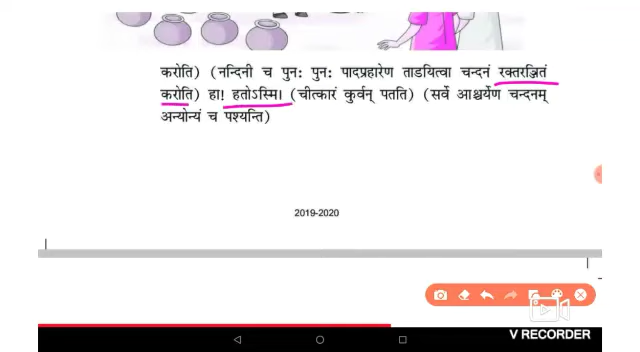 करोति) (नन्दिनी च पुनः पुनः पादप्रहारेण ताडयित्वा चन्दनं रक्तरञ्जितं
करोति) हा! हतोऽस्मि। (चीत्कारं कुर्वन् पतति) (सर्वे आश्चर्येण चन्दनम्
अन्योन्यं च पश्यन्ति)
2019-2020
V RECORDER